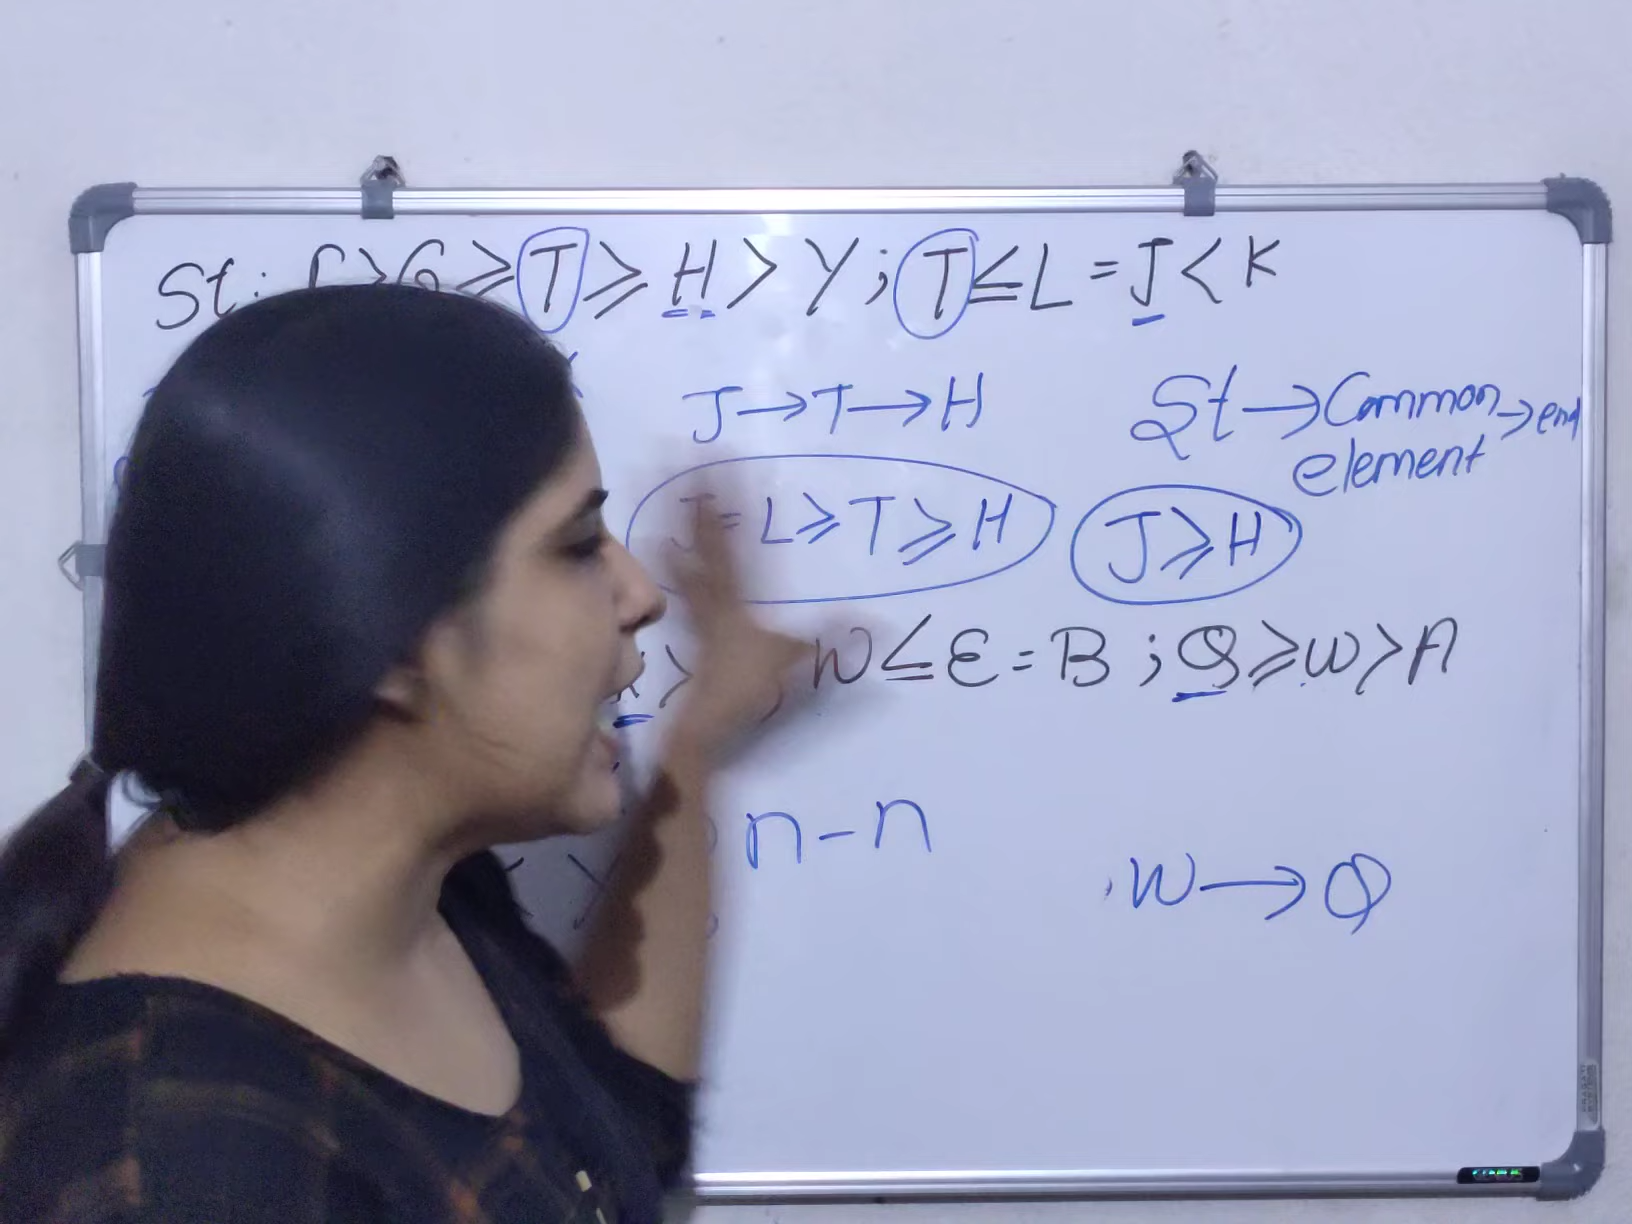 St: G ≥ T ≥ H > Y ; T ≤ L = J < K
J → T → H
St → Common → end
element
J = L ≥ T ≥ H
J ≥ H
> W ≤ E = B ; Q ≥ W > A
n - n
W → Q